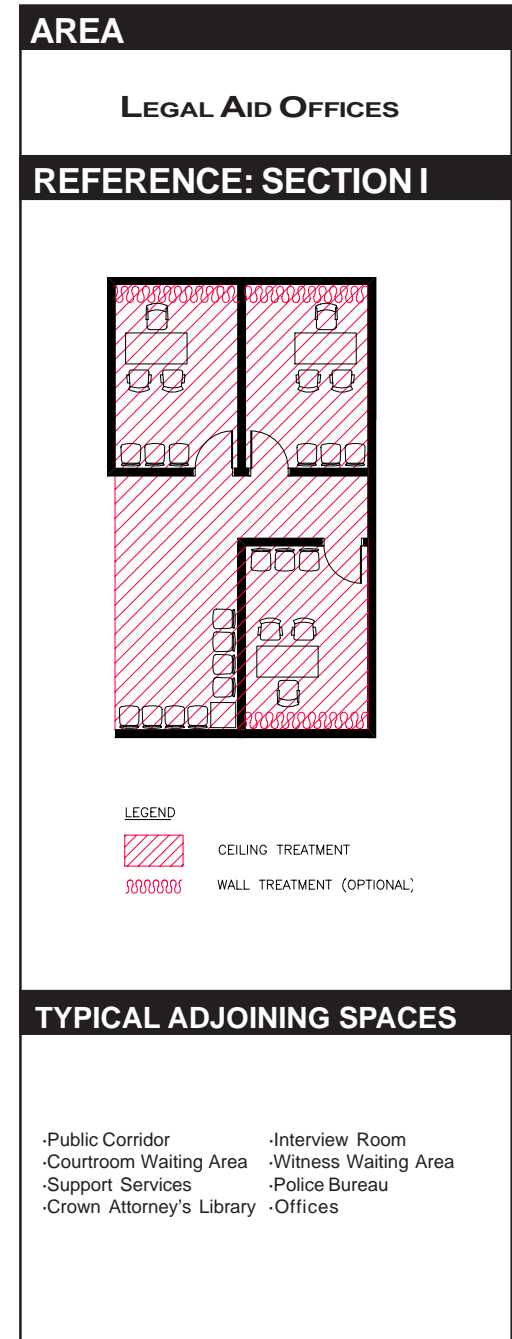 AREA
LEGAL AID OFFICES
REFERENCE: SECTION I
LEGEND
CEILING TREATMENT
WALL TREATMENT (OPTIONAL)
TYPICAL ADJOINING SPACES
·Public Corridor
·Courtroom Waiting Area
·Support Services
·Crown Attorney's Library
·Interview Room
·Witness Waiting Area
·Police Bureau
·Offices